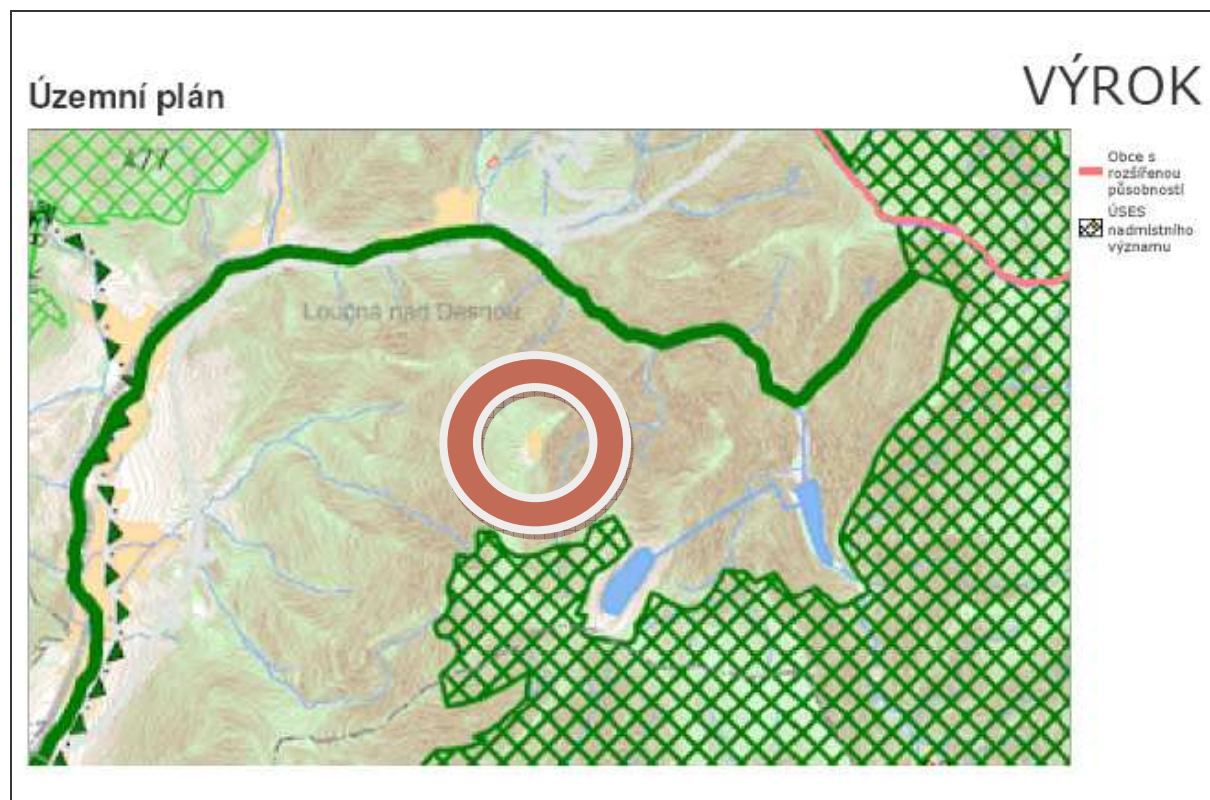 VÝROK
Územní plán
Obce s
rozšířenou
působností
ÚSES
nadmístního
významu
Loučná nad Desnou